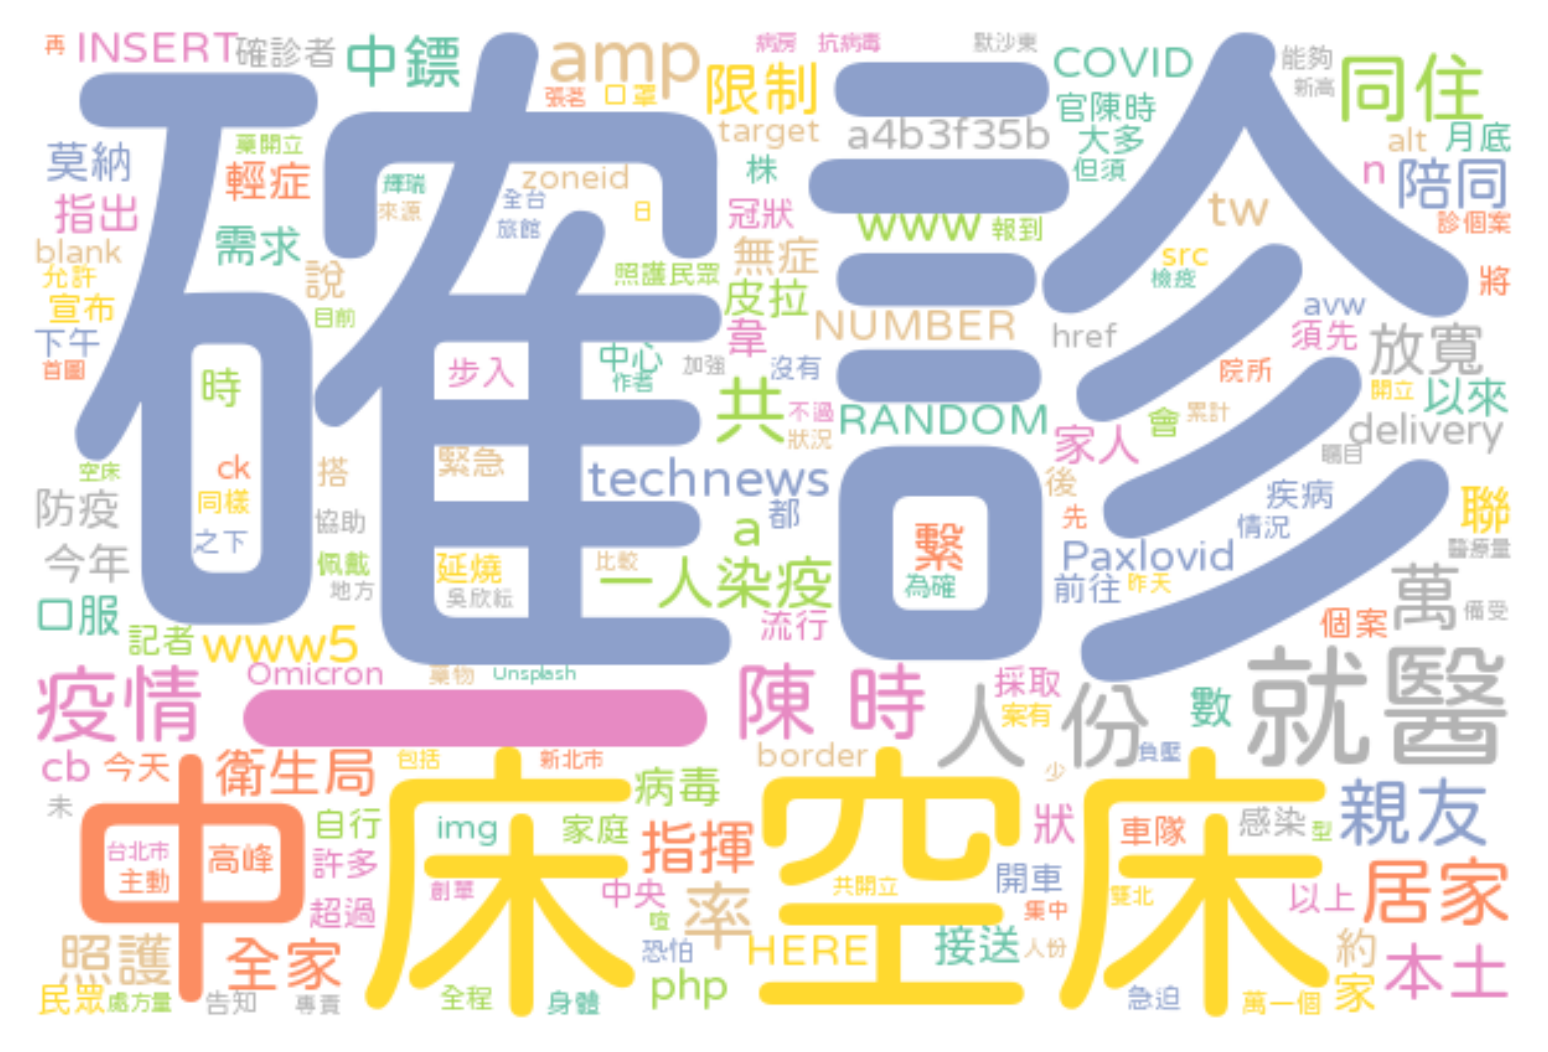 再 INSERT 確診者 中鏢 amp 病房 抗病毒 默沙東 COVID 能夠 同住
張茗 口罩 限制 新高
確診
target a4b3f35b 官陳時 大多 alt 月底
莫納 藥開立 輕症 輝瑞 zoneid 株 但須 n 陪同
指出 來源 全台 日 冠狀 www 報到 tw 診個案
blank 需求 旅館 無症 src
允許 說 照護民眾 皮拉 檢疫 將
宣布 目前 韋 NUMBER href avw 須先 放寬
下午 中心 加強 沒有
首圖 時 步入 作者 共 不過 院所 開立 以來
狀況 RANDOM 家人 會 累計 delivery
空床 ck 搭 緊急 technews 後 矚目
防疫 同樣 都 疾病 聯
之下 協助 a 先 情況
今年 佩戴 延燒 比較 繫 Paxlovid 醫療量
地方 吳欣紜 一人染疫 為確 前往 昨天 萬 備受
口服 記者 www5 流行 個案
疫情 Omicron 藥物 Unsplash 陳時 採取 就醫
一 人份 案有 數
cb 今天 衛生局 包括 新北市 border 負壓
未 少
中 床 空床
病毒 親友
台北市 高峰 自行 img 家庭 指揮 狀 車隊 感染 型
主動 許多 創單 中央 共開立 開車 雙北 以上 居家
超過 喧 率 集中
照護 全家 恐怕 HERE 接送 人份 約 本土
民眾 處方量 告知 專責 全程 身體 php 急迫 萬一個 家